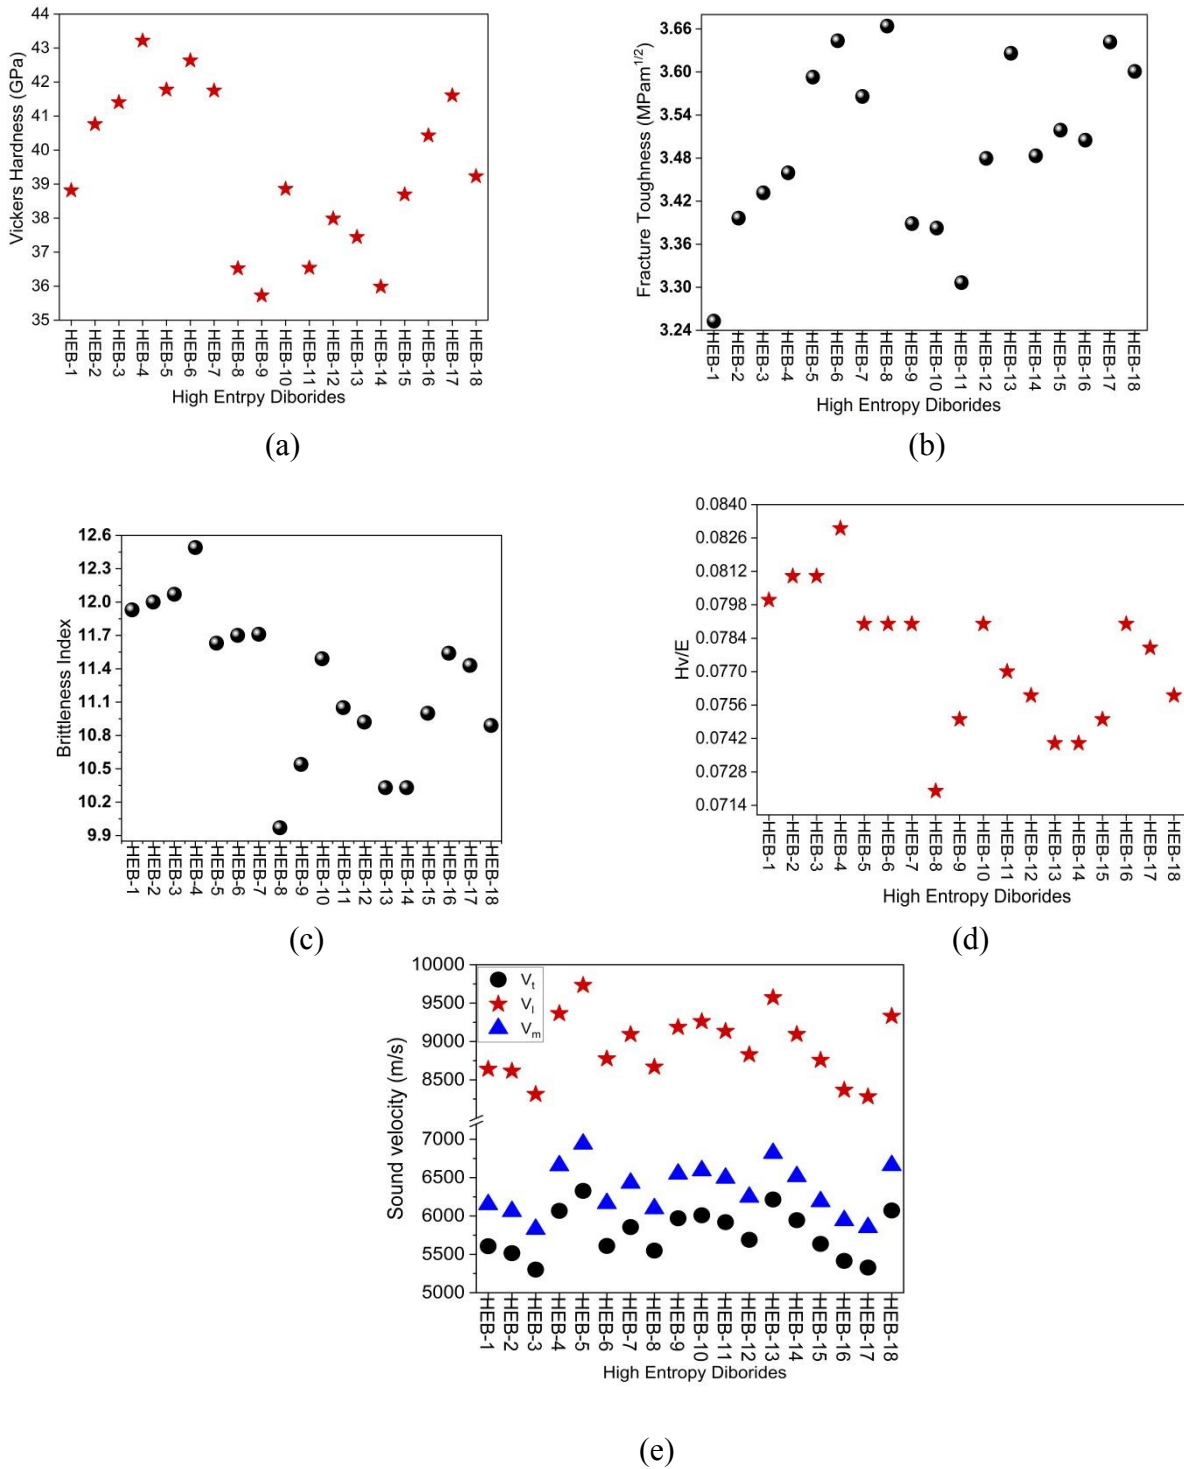 44
43
42
41
40
39
38
37
36
35
Vickers Hardness (GPa)
HEB-1
HEB-2
HEB-3
HEB-4
HEB-5
HEB-6
HEB-7
HEB-8
HEB-9
HEB-10
HEB-11
HEB-12
HEB-13
HEB-14
HEB-15
HEB-16
HEB-17
HEB-18
High Entrpy Diborides
(a)
3.66
3.60
3.54
3.48
3.42
3.36
3.30
3.24
Fracture Toughness (MPam1/2)
HEB-1
HEB-2
HEB-3
HEB-4
HEB-5
HEB-6
HEB-7
HEB-8
HEB-9
HEB-10
HEB-11
HEB-12
HEB-13
HEB-14
HEB-15
HEB-16
HEB-17
HEB-18
High Entropy Diborides
(b)
12.6
12.3
12.0
11.7
11.4
11.1
10.8
10.5
10.2
9.9
Brittleness Index
HEB-1
HEB-2
HEB-3
HEB-4
HEB-5
HEB-6
HEB-7
HEB-8
HEB-9
HEB-10
HEB-11
HEB-12
HEB-13
HEB-14
HEB-15
HEB-16
HEB-17
HEB-18
(c)
0.0840
0.0826
0.0812
0.0798
0.0784
0.0770
0.0756
0.0742
0.0728
0.0714
Hv/E
HEB-1
HEB-2
HEB-3
HEB-4
HEB-5
HEB-6
HEB-7
HEB-8
HEB-9
HEB-10
HEB-11
HEB-12
HEB-13
HEB-14
HEB-15
HEB-16
HEB-17
HEB-18
High Entropy Diborides
(d)
10000
9500
9000
8500
7000
6500
6000
5500
5000
Sound velocity (m/s)
Vt
Vl
Vm
HEB-1
HEB-2
HEB-3
HEB-4
HEB-5
HEB-6
HEB-7
HEB-8
HEB-9
HEB-10
HEB-11
HEB-12
HEB-13
HEB-14
HEB-15
HEB-16
HEB-17
HEB-18
High Entropy Diborides
(e)